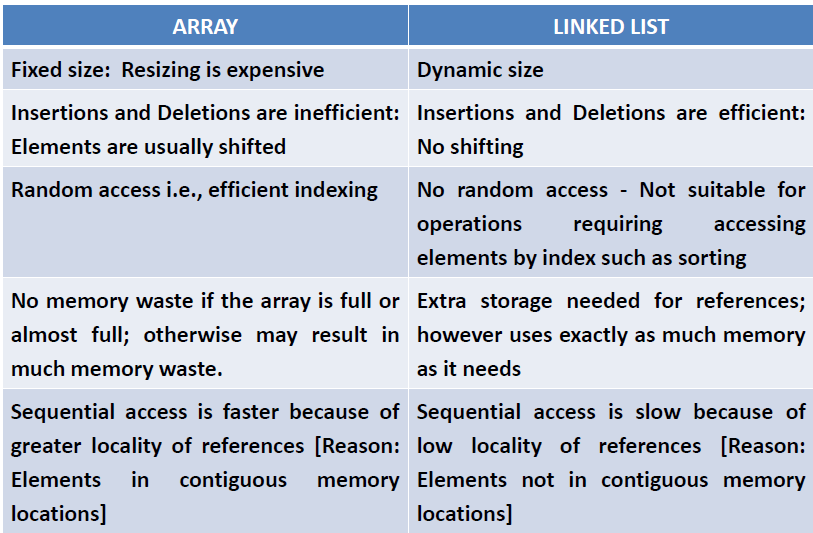 ARRAY
LINKED LIST
Fixed size:  Resizing is expensive
Dynamic size
Insertions and Deletions are inefficient:
Elements are usually shifted
Insertions and Deletions are efficient:
No shifting
Random access i.e., efficient indexing
No random access - Not suitable for
operations requiring accessing
elements by index such as sorting
No memory waste if the array is full or
almost full; otherwise may result in
much memory waste.
Extra storage needed for references;
however uses exactly as much memory
as it needs
Sequential access is faster because of
greater locality of references [Reason:
Elements in contiguous memory
locations]
Sequential access is slow because of
low locality of references [Reason:
Elements not in contiguous memory
locations]